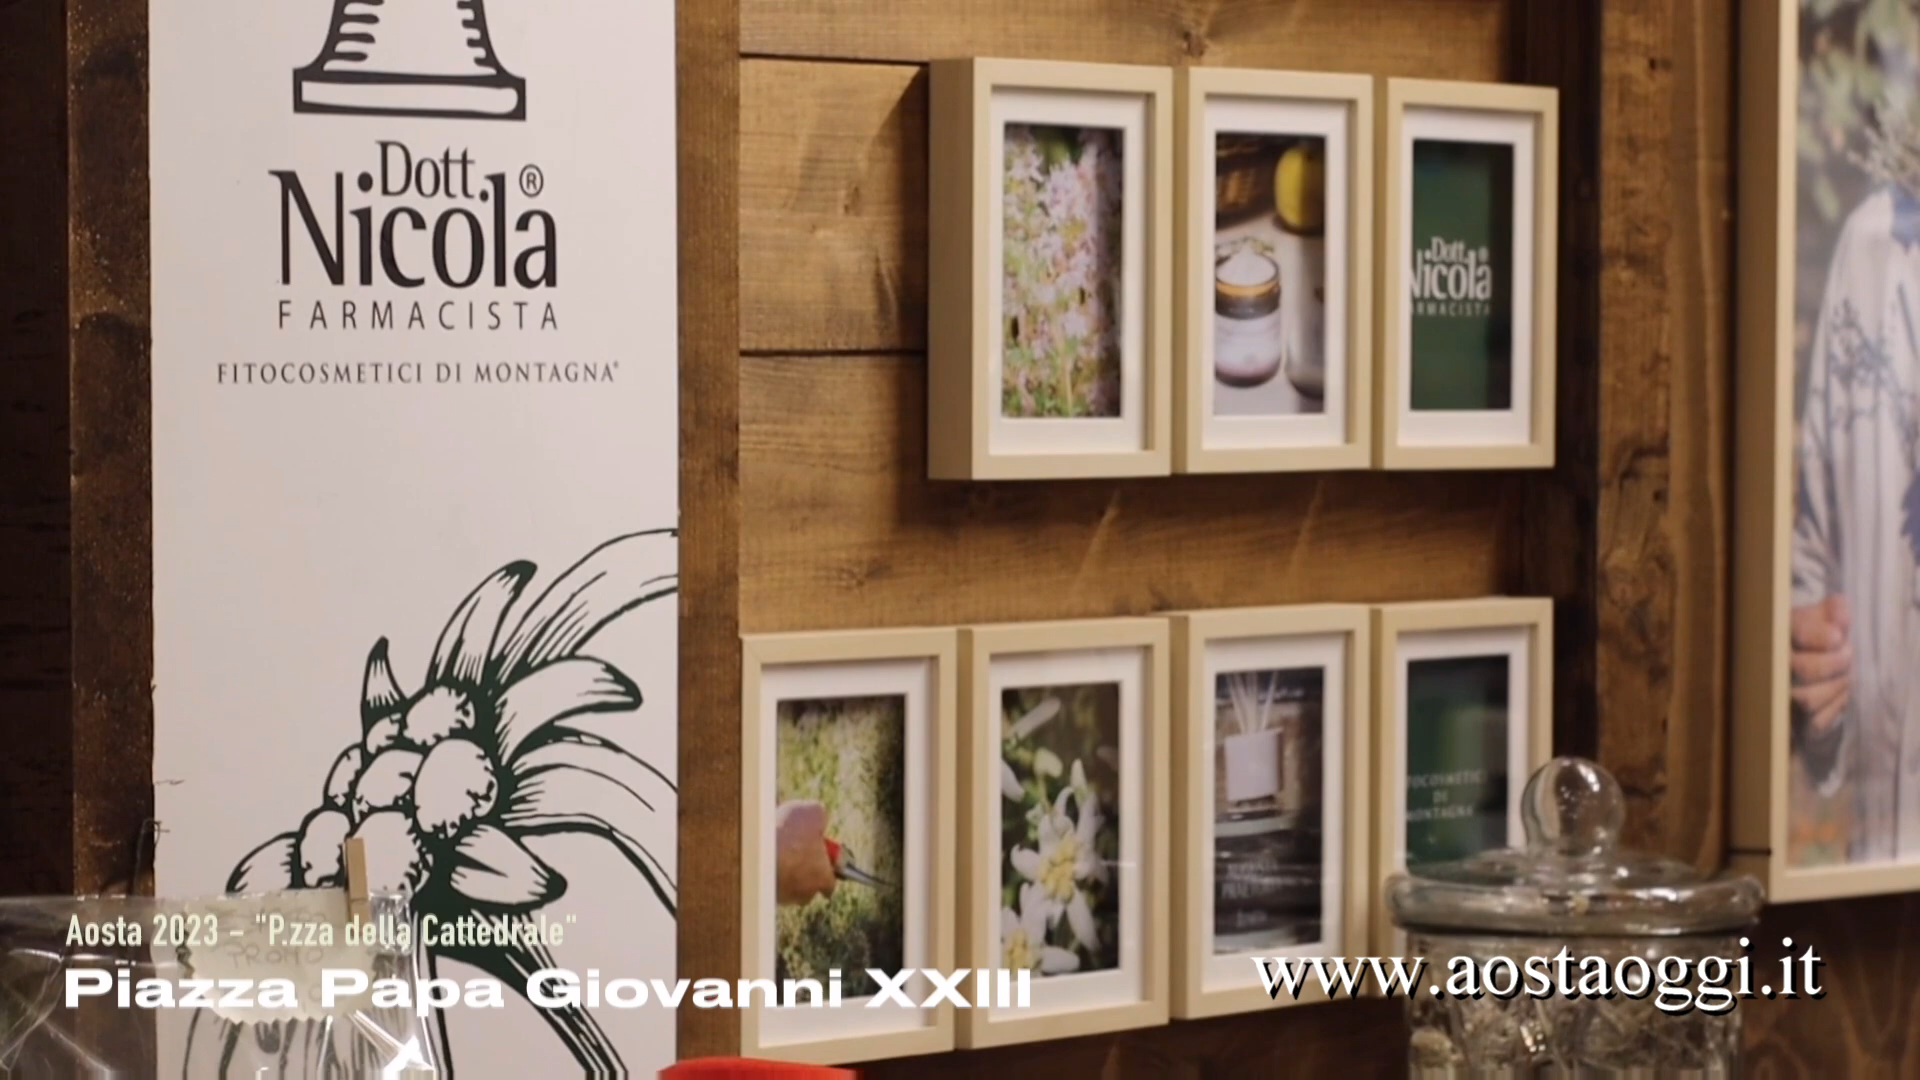 Dott.
Nicola®
FARMACISTA
FITOCOSMETICI DI MONTAGNA®
Dott.
Nicola®
FARMACISTA
FITOCOSMETICI
DI
MONTAGNA
PROMO
Aosta 2023 - "P.zza della Cattedrale"
Piazza Papa Giovanni XXIII
www.aostaoggi.it